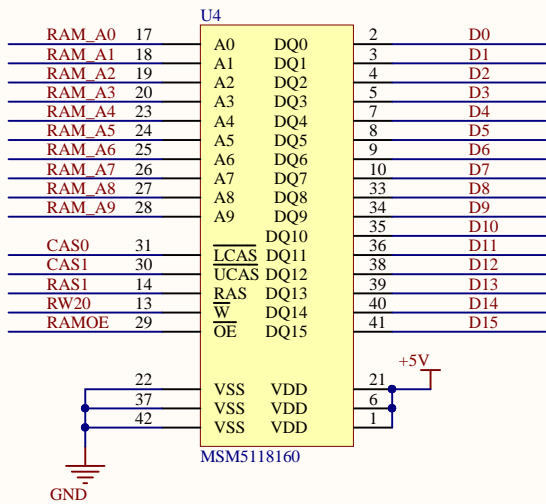 U4
RAM_A0 17 A0 DQ0 2 D0
RAM_A1 18 A1 DQ1 3 D1
RAM_A2 19 A2 DQ2 4 D2
RAM_A3 20 A3 DQ3 5 D3
RAM_A4 23 A4 DQ4 7 D4
RAM_A5 24 A5 DQ5 8 D5
RAM_A6 25 A6 DQ6 9 D6
RAM_A7 26 A7 DQ7 10 D7
RAM_A8 27 A8 DQ8 33 D8
RAM_A9 28 A9 DQ9 34 D9
DQ10 35 D10
CAS0 31 LCAS DQ11 36 D11
CAS1 30 UCAS DQ12 38 D12
RAS1 14 RAS DQ13 39 D13
RW20 13 W DQ14 40 D14
RAMOE 29 OE DQ15 41 D15
+5V
22 VSS VDD 21
37 VSS VDD 6
42 VSS VDD 1
MSM5118160
GND